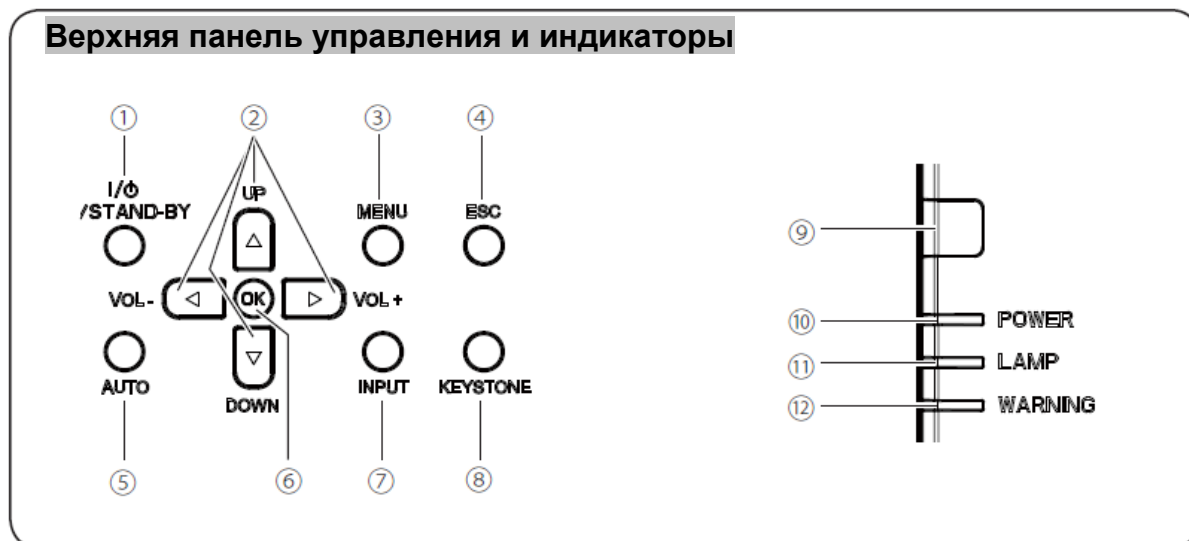 Верхняя панель управления и индикаторы
① ② ③ ④
I/⏻
/STAND-BY
UP
MENU
ESC
⑨
VOL-
OK
VOL+
⑩ POWER
⑪ LAMP
AUTO
DOWN
INPUT
KEYSTONE
⑫ WARNING
⑤ ⑥ ⑦ ⑧